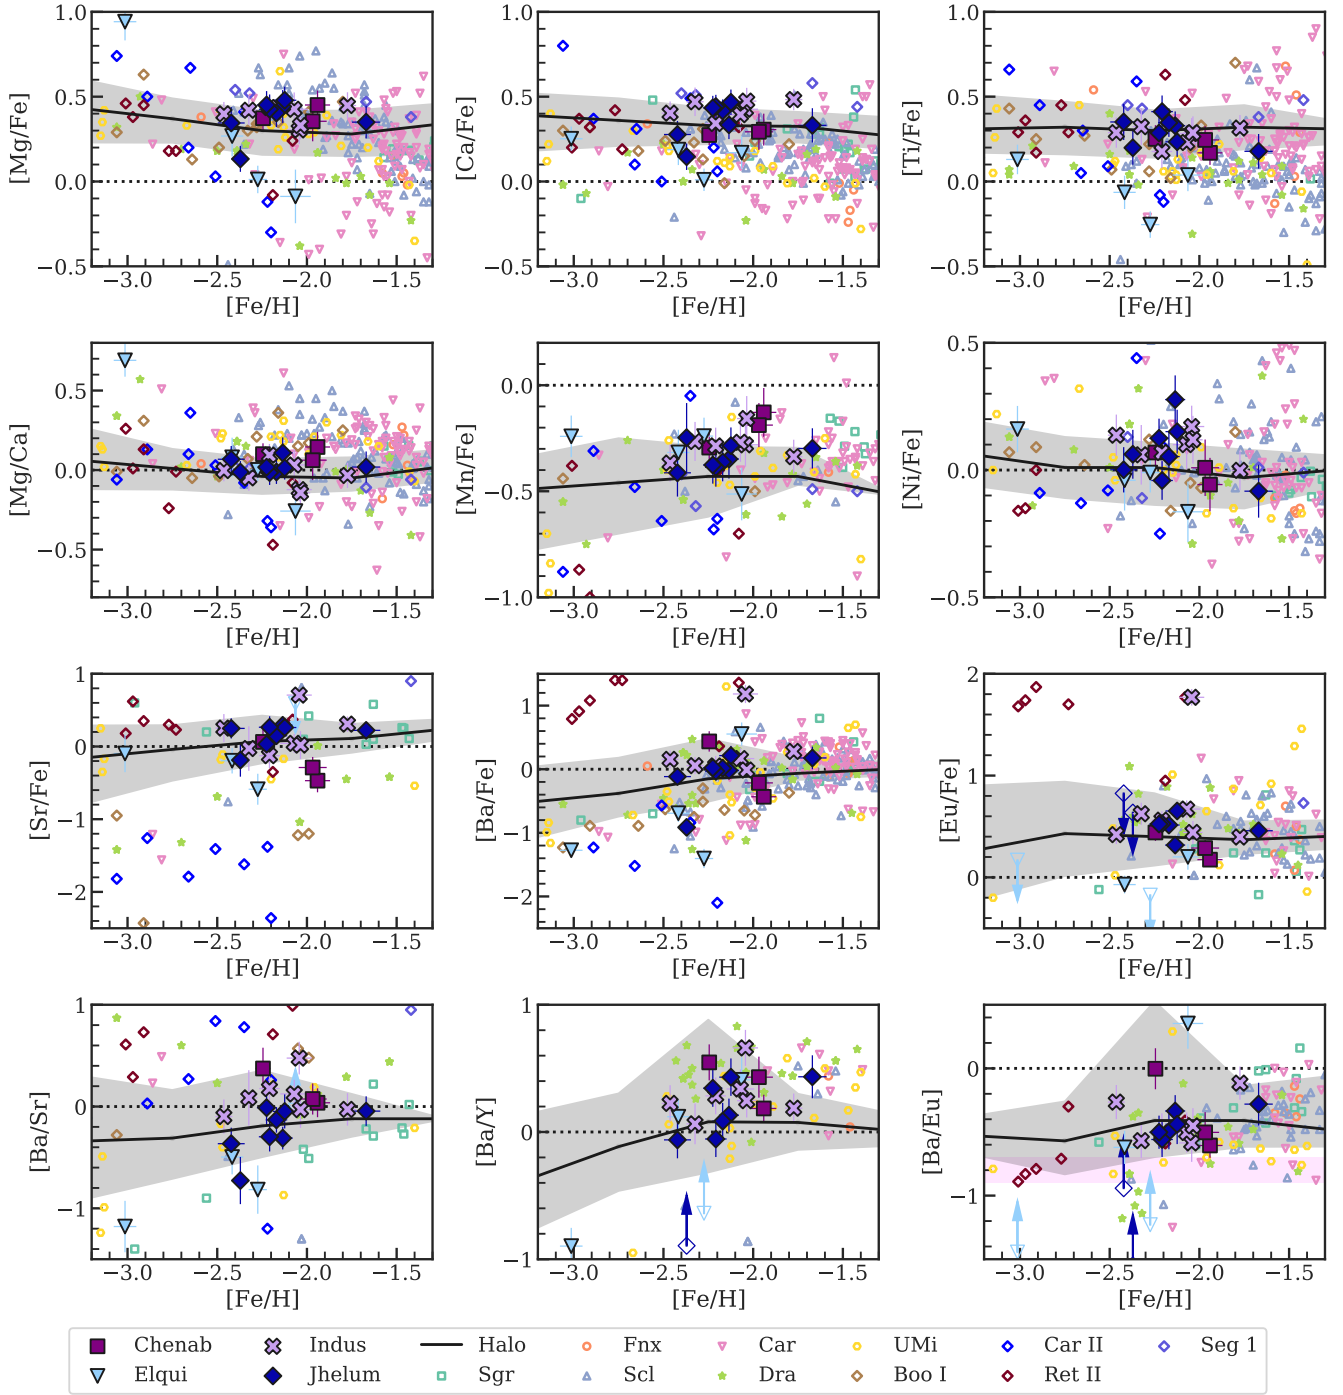 1.0
0.5
0.0
−0.5
[Mg/Fe]
−3.0 −2.5 −2.0 −1.5
[Fe/H]
1.0
0.5
0.0
−0.5
[Ca/Fe]
−3.0 −2.5 −2.0 −1.5
[Fe/H]
1.0
0.5
0.0
−0.5
[Ti/Fe]
−3.0 −2.5 −2.0 −1.5
[Fe/H]
0.5
0.0
−0.5
[Mg/Ca]
−3.0 −2.5 −2.0 −1.5
[Fe/H]
0.0
−0.5
−1.0
[Mn/Fe]
−3.0 −2.5 −2.0 −1.5
[Fe/H]
0.5
0.0
−0.5
[Ni/Fe]
−3.0 −2.5 −2.0 −1.5
[Fe/H]
1
0
−1
−2
[Sr/Fe]
−3.0 −2.5 −2.0 −1.5
[Fe/H]
1
0
−1
−2
[Ba/Fe]
−3.0 −2.5 −2.0 −1.5
[Fe/H]
2
1
0
[Eu/Fe]
−3.0 −2.5 −2.0 −1.5
[Fe/H]
1
0
−1
[Ba/Sr]
−3.0 −2.5 −2.0 −1.5
[Fe/H]
1
0
−1
[Ba/Y]
−3.0 −2.5 −2.0 −1.5
[Fe/H]
0
−1
[Ba/Eu]
−3.0 −2.5 −2.0 −1.5
[Fe/H]
Chenab Indus Halo Fnx Car UMi Car II Seg 1
Elqui Jhelum Sgr Scl Dra Boo I Ret II